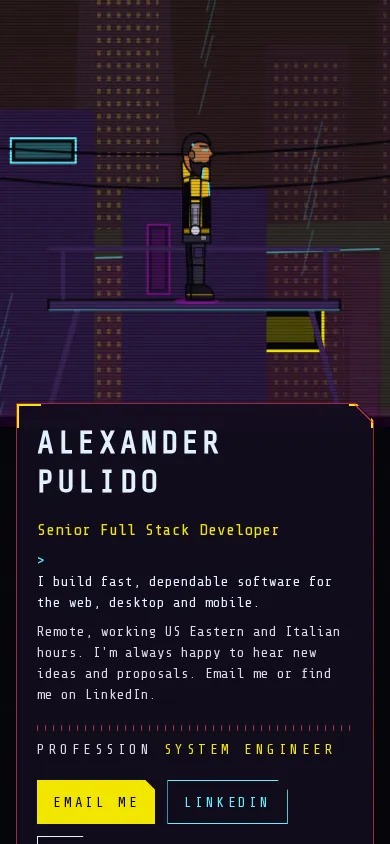 ALEXANDER
PULIDO
Senior Full Stack Developer
>
I build fast, dependable software for
the web, desktop and mobile.
Remote, working US Eastern and Italian
hours. I'm always happy to hear new
ideas and proposals. Email me or find
me on LinkedIn.
PROFESSION SYSTEM ENGINEER
EMAIL ME
LINKEDIN